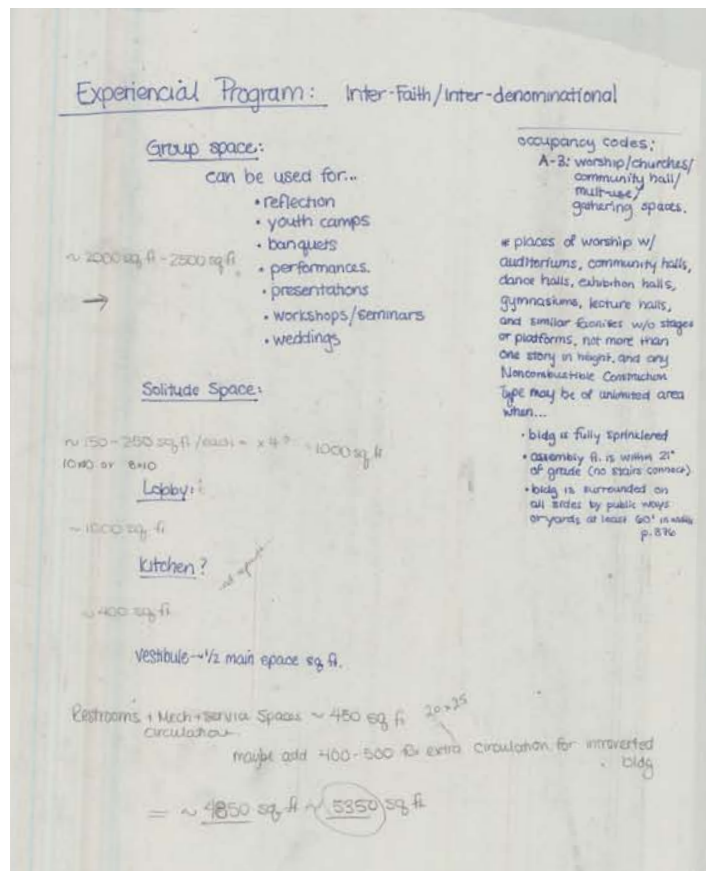 Experiencial Program: Inter-Faith/Inter-denominational
Group space:
can be used for...
• reflection
• youth camps
• banquets
• performances.
• presentations
• workshops/seminars
• weddings
~ 2000 sq ft - 2500 sq ft.
→
Solitude Space:
~ 150 - 250 sq ft /each = x 4 = 1000 sq ft
10x10 or 8x10
Lobby:
~ 1000 sq ft
Kitchen?
~ 400 sq ft
vestibule → 1/2 main space sq ft.
Restrooms + Mech + service Spaces ~ 450 sq ft 20x25
circulation
maybe add 400-500 for extra circulation for introverted
bldg
= ~ 4850 sq ft ~ 5350 sq ft
occupancy codes:
A-3: worship/churches/
community hall/
multi-use/
gathering spaces.
* places of worship w/
auditoriums, community halls,
dance halls, exhibition halls,
gymnasiums, lecture halls,
and similar facilities w/o stages
or platforms, not more than
one story in height, and any
Noncombustible Construction
Type may be of unlimited area
when...
• bldg is fully sprinklered
• assembly fl. is within 21"
of grade (no stairs connect)
• bldg is surrounded on
all sides by public ways
or yards at least 60' in width
p.376